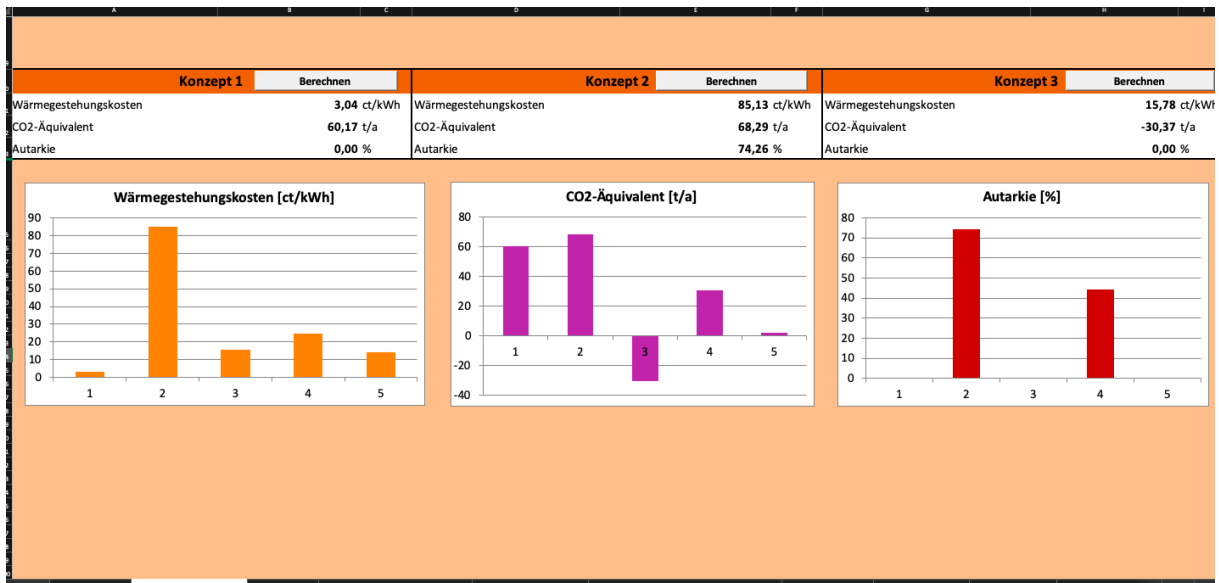 A B C D E F G H I
Konzept 1 Berechnen Konzept 2 Berechnen Konzept 3 Berechnen
Wärmegestehungskosten 3,04 ct/kWh Wärmegestehungskosten 85,13 ct/kWh Wärmegestehungskosten 15,78 ct/kWh
CO2-Äquivalent 60,17 t/a CO2-Äquivalent 68,29 t/a CO2-Äquivalent -30,37 t/a
Autarkie 0,00 % Autarkie 74,26 % Autarkie 0,00 %
Wärmegestehungskosten [ct/kWh]
90
80
70
60
50
40
30
20
10
0
1 2 3 4 5
CO2-Äquivalent [t/a]
80
60
40
20
0
-20
-40
1 2 3 4 5
Autarkie [%]
80
70
60
50
40
30
20
10
0
1 2 3 4 5